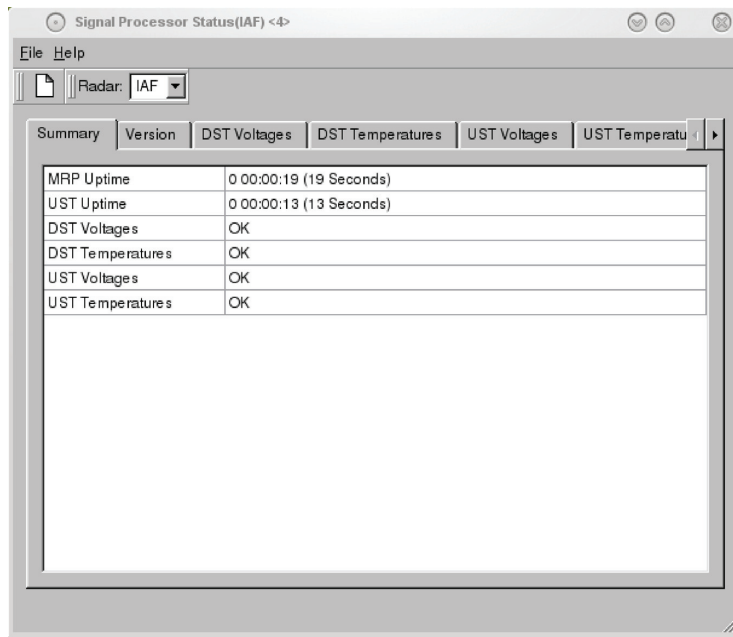 Signal Processor Status(IAF) <4>
File Help
Radar: IAF
Summary Version DST Voltages DST Temperatures UST Voltages UST Temperatu
MRP Uptime 0 00:00:19 (19 Seconds)
UST Uptime 0 00:00:13 (13 Seconds)
DST Voltages OK
DST Temperatures OK
UST Voltages OK
UST Temperatures OK